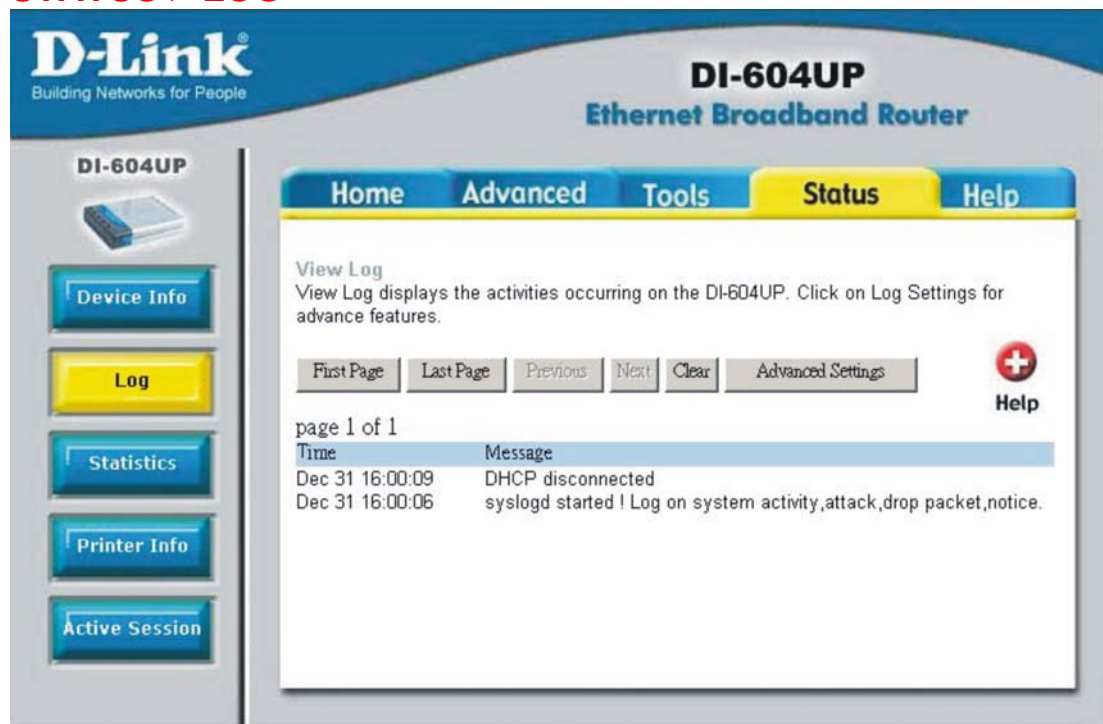 D-Link®
Building Networks for People
DI-604UP
Ethernet Broadband Router
DI-604UP
Home Advanced Tools Status Help
Device Info
Log
Statistics
Printer Info
Active Session
View Log
View Log displays the activities occurring on the DI-604UP. Click on Log Settings for
advance features.
First Page Last Page Previous Next Clear Advanced Settings
Help
page 1 of 1
Time Message
Dec 31 16:00:09 DHCP disconnected
Dec 31 16:00:06 syslogd started ! Log on system activity,attack,drop packet,notice.